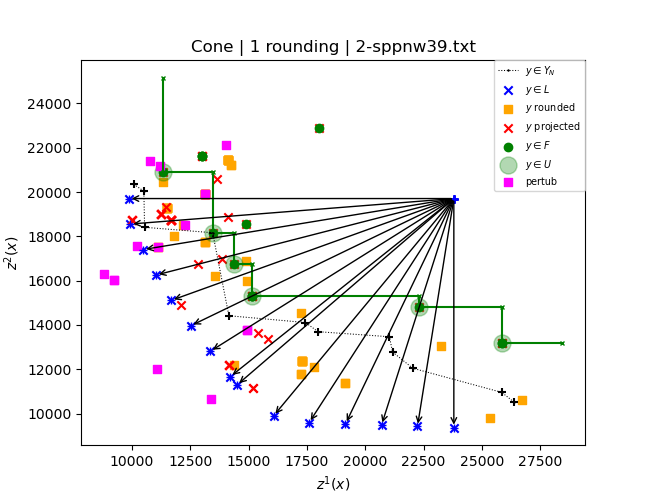 Cone | 1 rounding | 2-sppnw39.txt
z²(x)
24000
22000
20000
18000
16000
14000
12000
10000
10000 12500 15000 17500 20000 22500 25000 27500
z¹(x)
y ∈ Y_N
y ∈ L
y rounded
y projected
y ∈ F
y ∈ U
pertub